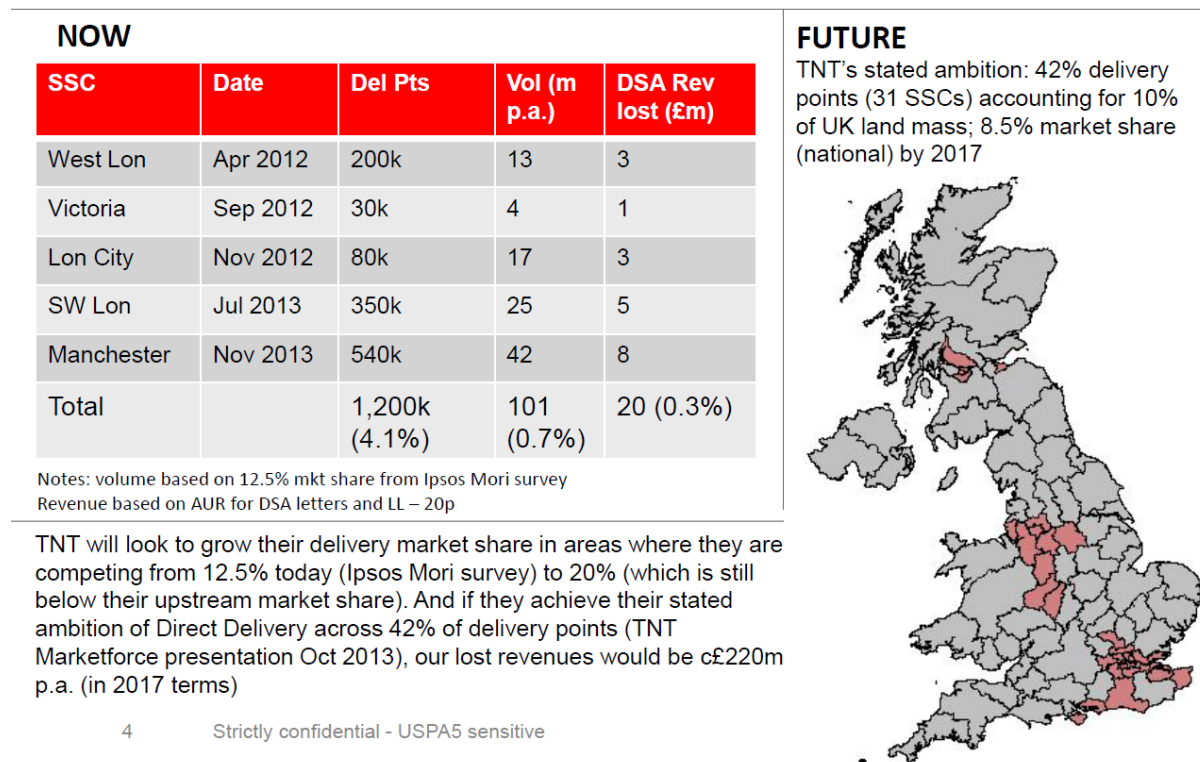 NOW
SSC Date Del Pts Vol (m p.a.) DSA Rev lost (£m)
West Lon Apr 2012 200k 13 3
Victoria Sep 2012 30k 4 1
Lon City Nov 2012 80k 17 3
SW Lon Jul 2013 350k 25 5
Manchester Nov 2013 540k 42 8
Total 1,200k (4.1%) 101 (0.7%) 20 (0.3%)
Notes: volume based on 12.5% mkt share from Ipsos Mori survey
Revenue based on AUR for DSA letters and LL – 20p
TNT will look to grow their delivery market share in areas where they are
competing from 12.5% today (Ipsos Mori survey) to 20% (which is still
below their upstream market share). And if they achieve their stated
ambition of Direct Delivery across 42% of delivery points (TNT
Marketforce presentation Oct 2013), our lost revenues would be c£220m
p.a. (in 2017 terms)
FUTURE
TNT’s stated ambition: 42% delivery
points (31 SSCs) accounting for 10%
of UK land mass; 8.5% market share
(national) by 2017
4 Strictly confidential - USPA5 sensitive